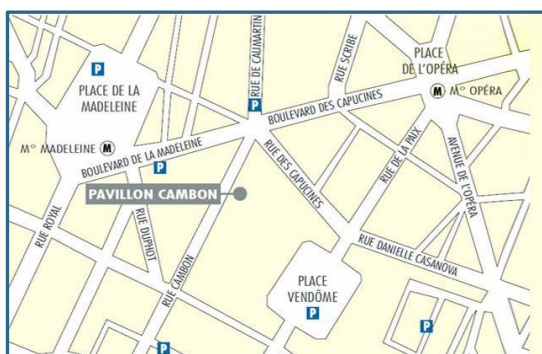 RUE DE CAUMARTIN
RUE SCRIBE
PLACE
DE L'OPÉRA
P
PLACE DE LA
MADELEINE
P
BOULEVARD DES CAPUCINES
M M° OPÉRA
M° MADELEINE M
BOULEVARD DE LA MADELEINE
P
RUE DES CAPUCINES
RUE DE LA PAIX
AVENUE DE L'OPÉRA
PAVILLON CAMBON
RUE ROYAL
RUE DUPHOT
RUE CAMBON
RUE DANIELLE CASANOVA
PLACE
VENDÔME
P
P
P